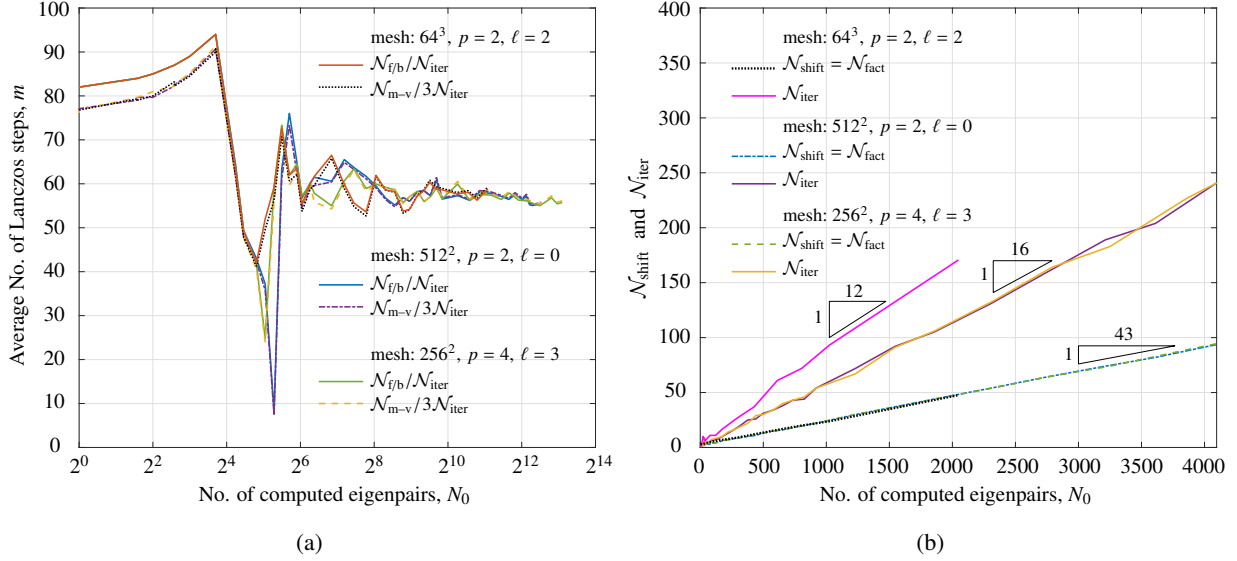 100
90
80
70
60
50
40
30
20
10
0
Average No. of Lanczos steps, m
mesh: 64³, p = 2, ℓ = 2
𝒩f/b/𝒩iter
𝒩m–v/3𝒩iter
mesh: 512², p = 2, ℓ = 0
𝒩f/b/𝒩iter
𝒩m–v/3𝒩iter
mesh: 256², p = 4, ℓ = 3
𝒩f/b/𝒩iter
𝒩m–v/3𝒩iter
2⁰ 2² 2⁴ 2⁶ 2⁸ 2¹⁰ 2¹² 2¹⁴
No. of computed eigenpairs, N₀
(a)
400
350
300
250
200
150
100
50
0
𝒩shift and 𝒩iter
mesh: 64³, p = 2, ℓ = 2
𝒩shift = 𝒩fact
𝒩iter
mesh: 512², p = 2, ℓ = 0
𝒩shift = 𝒩fact
𝒩iter
mesh: 256², p = 4, ℓ = 3
𝒩shift = 𝒩fact
𝒩iter
16
1
12
1
43
1
0 500 1000 1500 2000 2500 3000 3500 4000
No. of computed eigenpairs, N₀
(b)